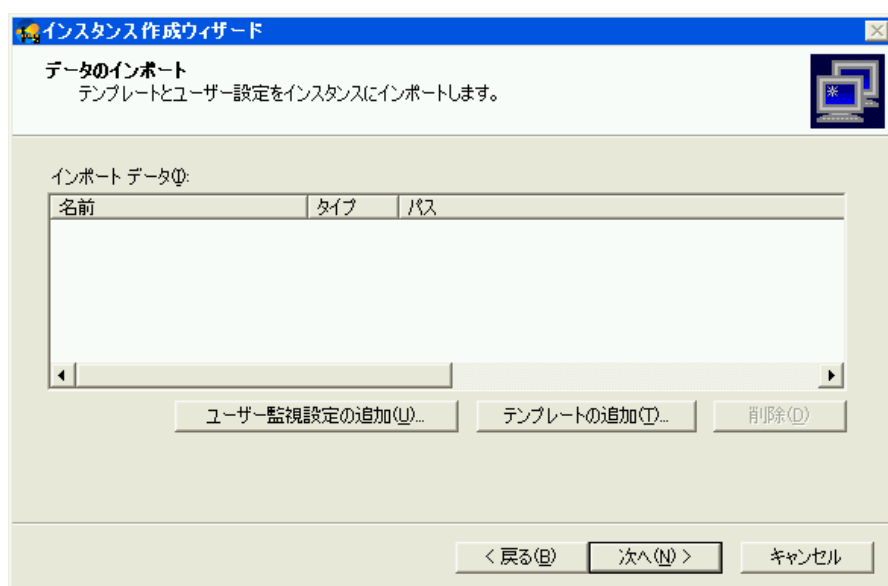 インスタンス作成ウィザード
データのインポート
テンプレートとユーザー設定をインスタンスにインポートします。
インポート データ(I):
名前 タイプ パス
ユーザー監視設定の追加(U)... テンプレートの追加(T)... 削除(D)
< 戻る(B) 次へ(N) > キャンセル